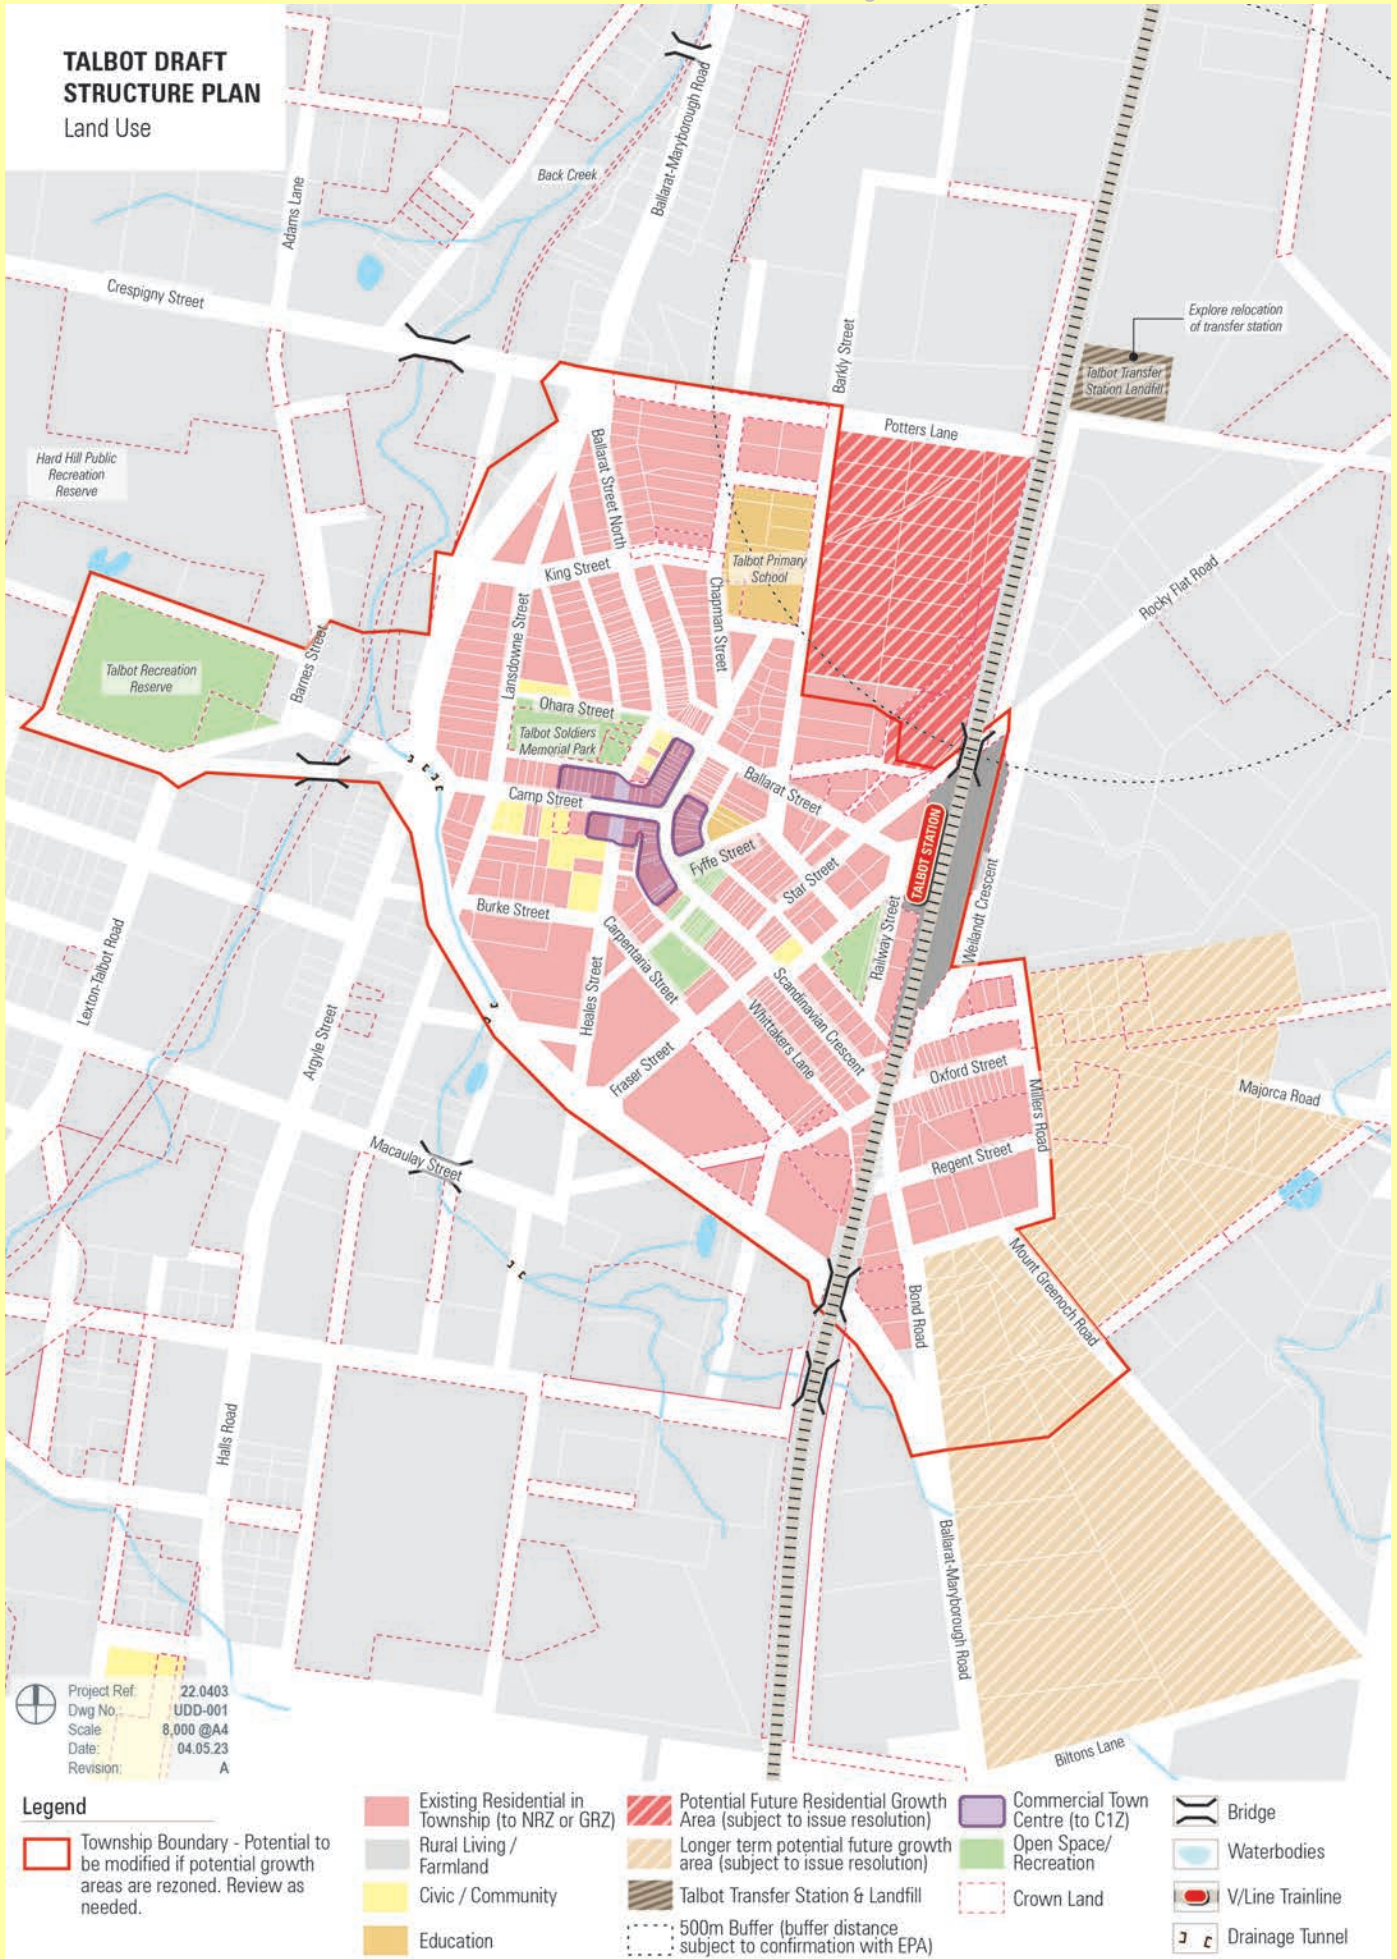 TALBOT DRAFT
STRUCTURE PLAN
Land Use
Ballarat-Maryborough Road
Back Creek
Adams Lane
Crespigny Street
Barkly Street
Explore relocation
of transfer station
Talbot Transfer
Station Landfill
Potters Lane
Hard Hill Public
Recreation
Reserve
Ballarat Street North
King Street
Talbot Primary
School
Chapman Street
Rocky Flat Road
Lansdowne Street
Barnes Street
Talbot Recreation
Reserve
Ohara Street
Talbot Soldiers
Memorial Park
Camp Street
Ballarat Street
TALBOT STATION
Fyffe Street
Star Street
Weilandt Crescent
Burke Street
Railway Street
Carpentaria Street
Lexton-Talbot Road
Heales Street
Scandinavian Crescent
Whittakers Lane
Argyle Street
Fraser Street
Oxford Street
Millers Road
Majorca Road
Macaulay Street
Regent Street
Mount Greenoch Road
Bond Road
Halls Road
Ballarat-Maryborough Road
Biltons Lane
Project Ref: 22.0403
Dwg No.: UDD-001
Scale 8,000 @A4
Date: 04.05.23
Revision: A
Legend
Township Boundary - Potential to
be modified if potential growth
areas are rezoned. Review as
needed.
Existing Residential in
Township (to NRZ or GRZ)
Rural Living /
Farmland
Civic / Community
Education
Potential Future Residential Growth
Area (subject to issue resolution)
Longer term potential future growth
area (subject to issue resolution)
Talbot Transfer Station & Landfill
500m Buffer (buffer distance
subject to confirmation with EPA)
Commercial Town
Centre (to C1Z)
Open Space/
Recreation
Crown Land
Bridge
Waterbodies
V/Line Trainline
Drainage Tunnel